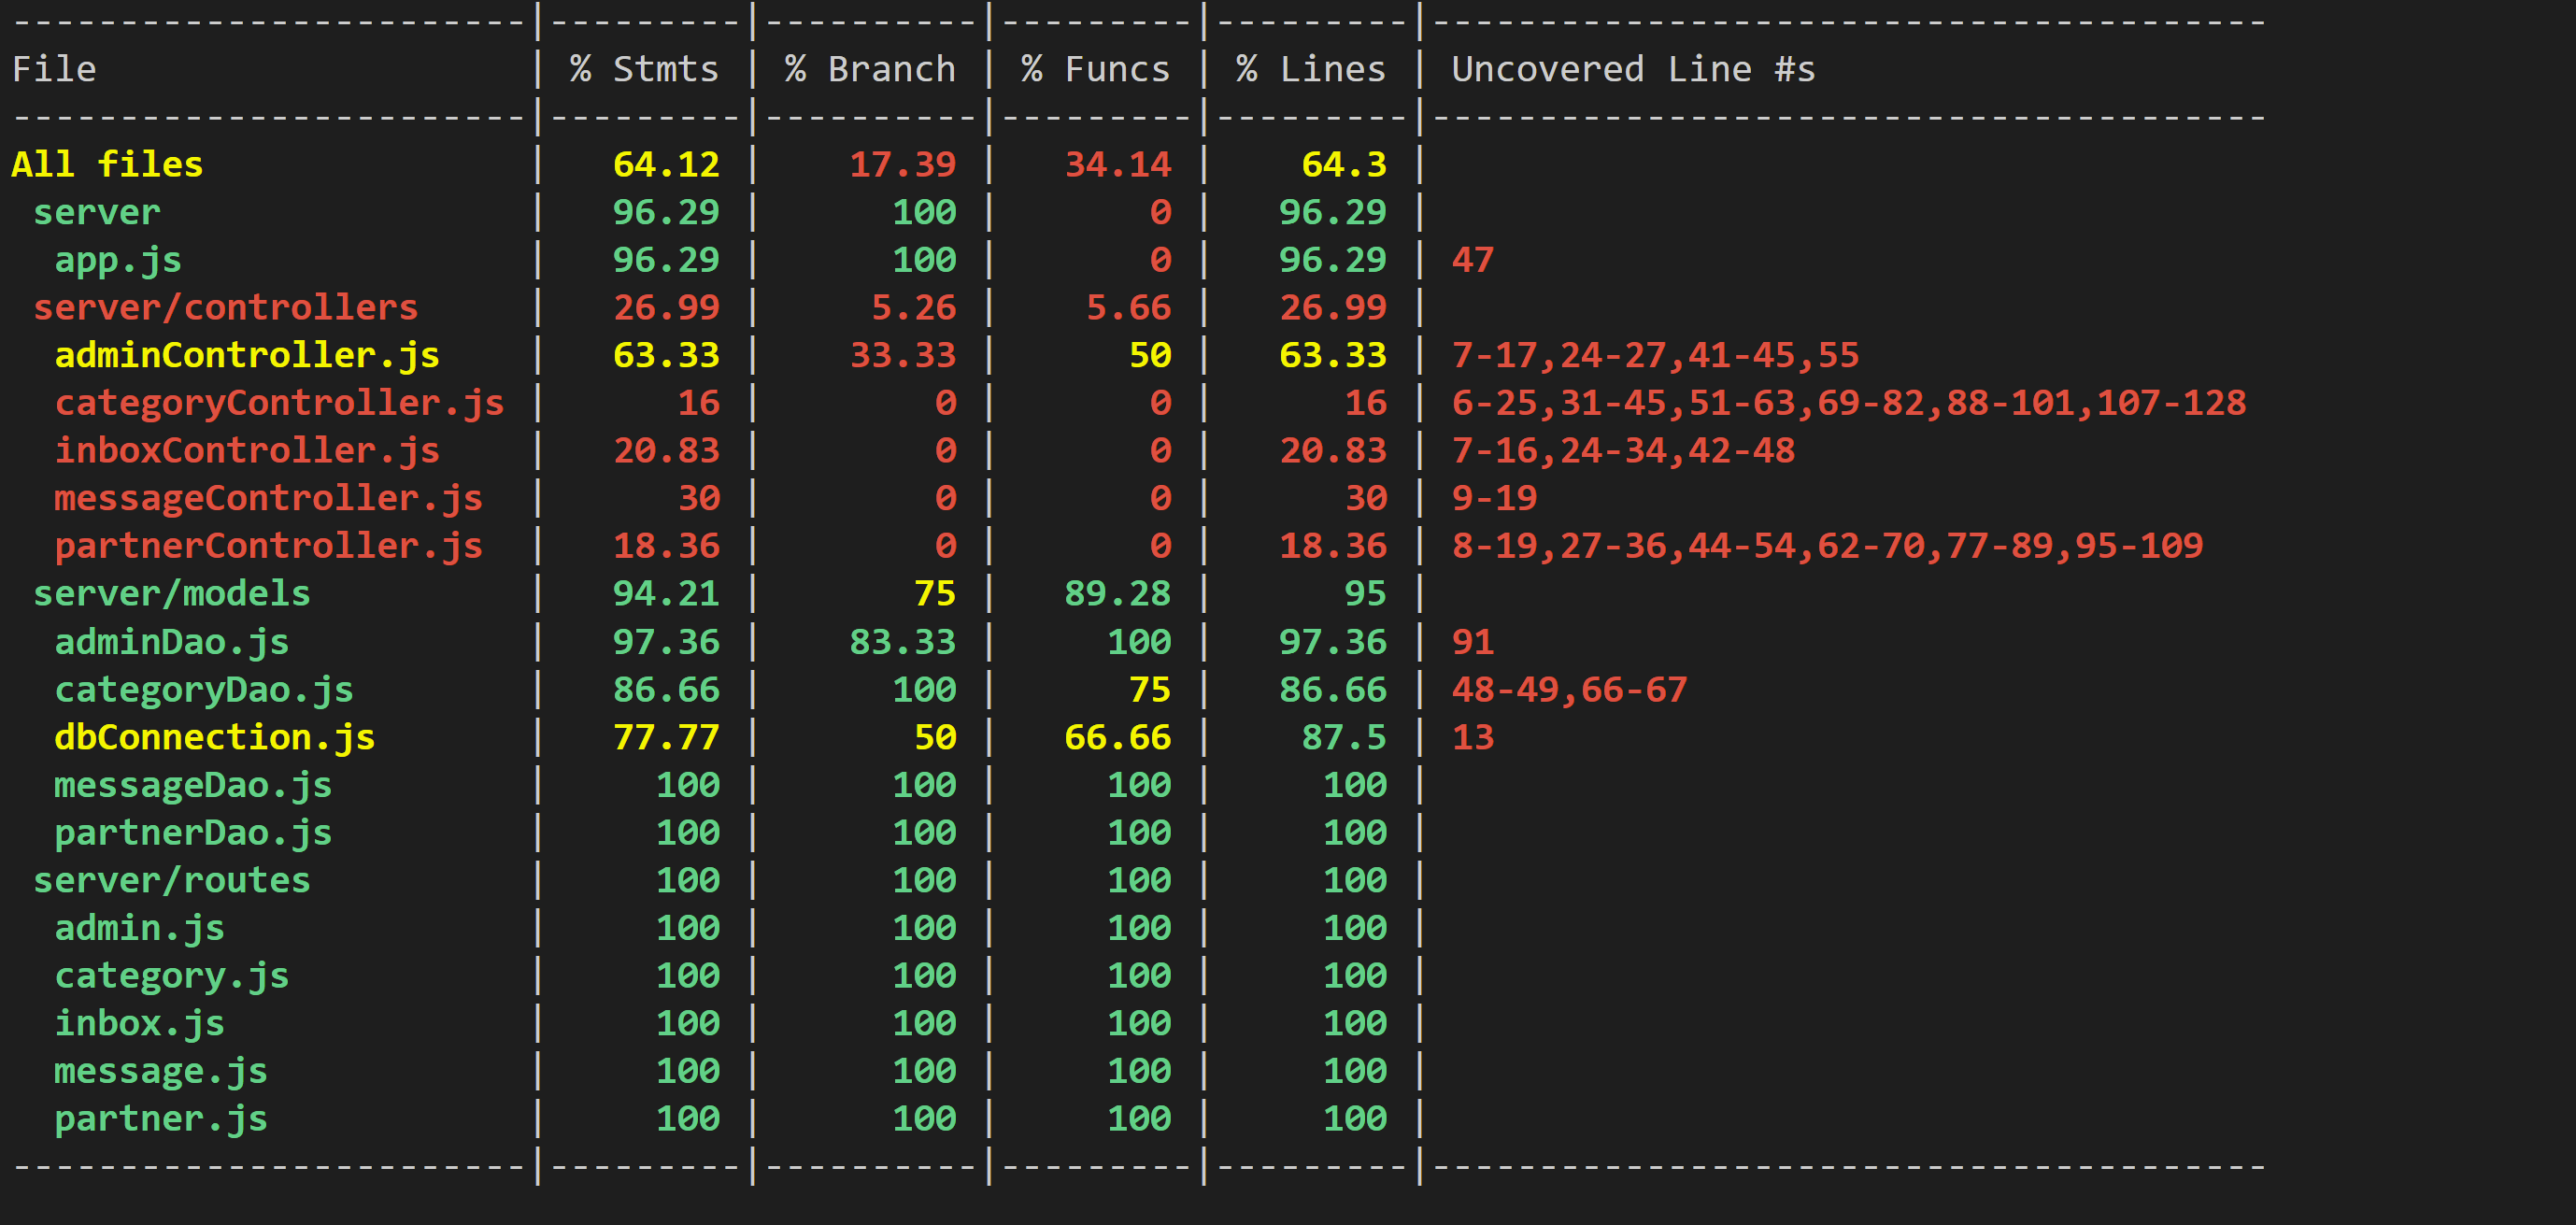 ------------------------|---------|----------|---------|---------|---------------------------------------
File                    | % Stmts | % Branch | % Funcs | % Lines | Uncovered Line #s
------------------------|---------|----------|---------|---------|---------------------------------------
All files               |   64.12 |    17.39 |   34.14 |    64.3 |
 server                 |   96.29 |      100 |       0 |   96.29 |
  app.js                |   96.29 |      100 |       0 |   96.29 | 47
 server/controllers     |   26.99 |     5.26 |    5.66 |   26.99 |
  adminController.js    |   63.33 |    33.33 |      50 |   63.33 | 7-17,24-27,41-45,55
  categoryController.js |      16 |        0 |       0 |      16 | 6-25,31-45,51-63,69-82,88-101,107-128
  inboxController.js    |   20.83 |        0 |       0 |   20.83 | 7-16,24-34,42-48
  messageController.js  |      30 |        0 |       0 |      30 | 9-19
  partnerController.js  |   18.36 |        0 |       0 |   18.36 | 8-19,27-36,44-54,62-70,77-89,95-109
 server/models          |   94.21 |       75 |   89.28 |      95 |
  adminDao.js           |   97.36 |    83.33 |     100 |   97.36 | 91
  categoryDao.js        |   86.66 |      100 |      75 |   86.66 | 48-49,66-67
  dbConnection.js       |   77.77 |       50 |   66.66 |    87.5 | 13
  messageDao.js         |     100 |      100 |     100 |     100 |
  partnerDao.js         |     100 |      100 |     100 |     100 |
 server/routes          |     100 |      100 |     100 |     100 |
  admin.js              |     100 |      100 |     100 |     100 |
  category.js           |     100 |      100 |     100 |     100 |
  inbox.js              |     100 |      100 |     100 |     100 |
  message.js            |     100 |      100 |     100 |     100 |
  partner.js            |     100 |      100 |     100 |     100 |
------------------------|---------|----------|---------|---------|---------------------------------------